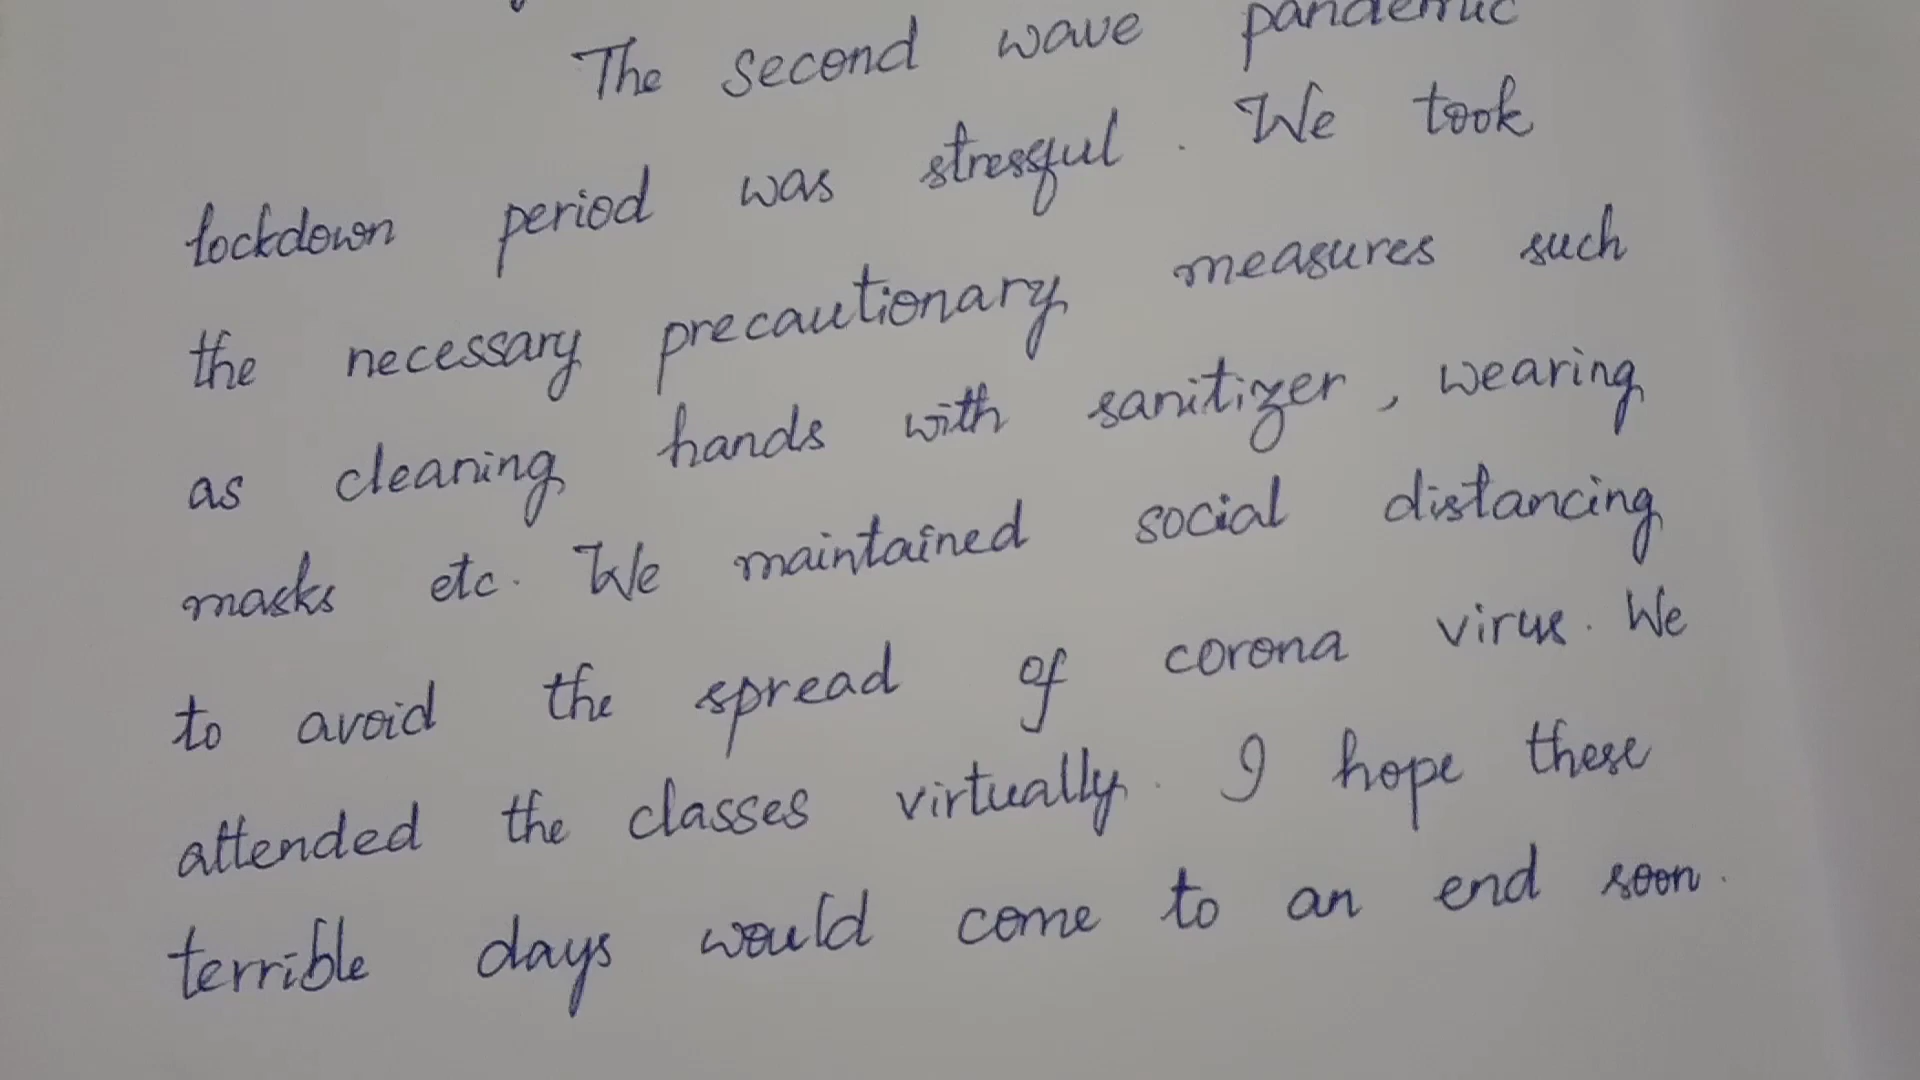 The second wave pandemic
lockdown period was stressful. We took
the necessary precautionary measures such
as cleaning hands with sanitizer, wearing
masks etc. We maintained social distancing
to avoid the spread of corona virus. We
attended the classes virtually. I hope these
terrible days would come to an end soon.